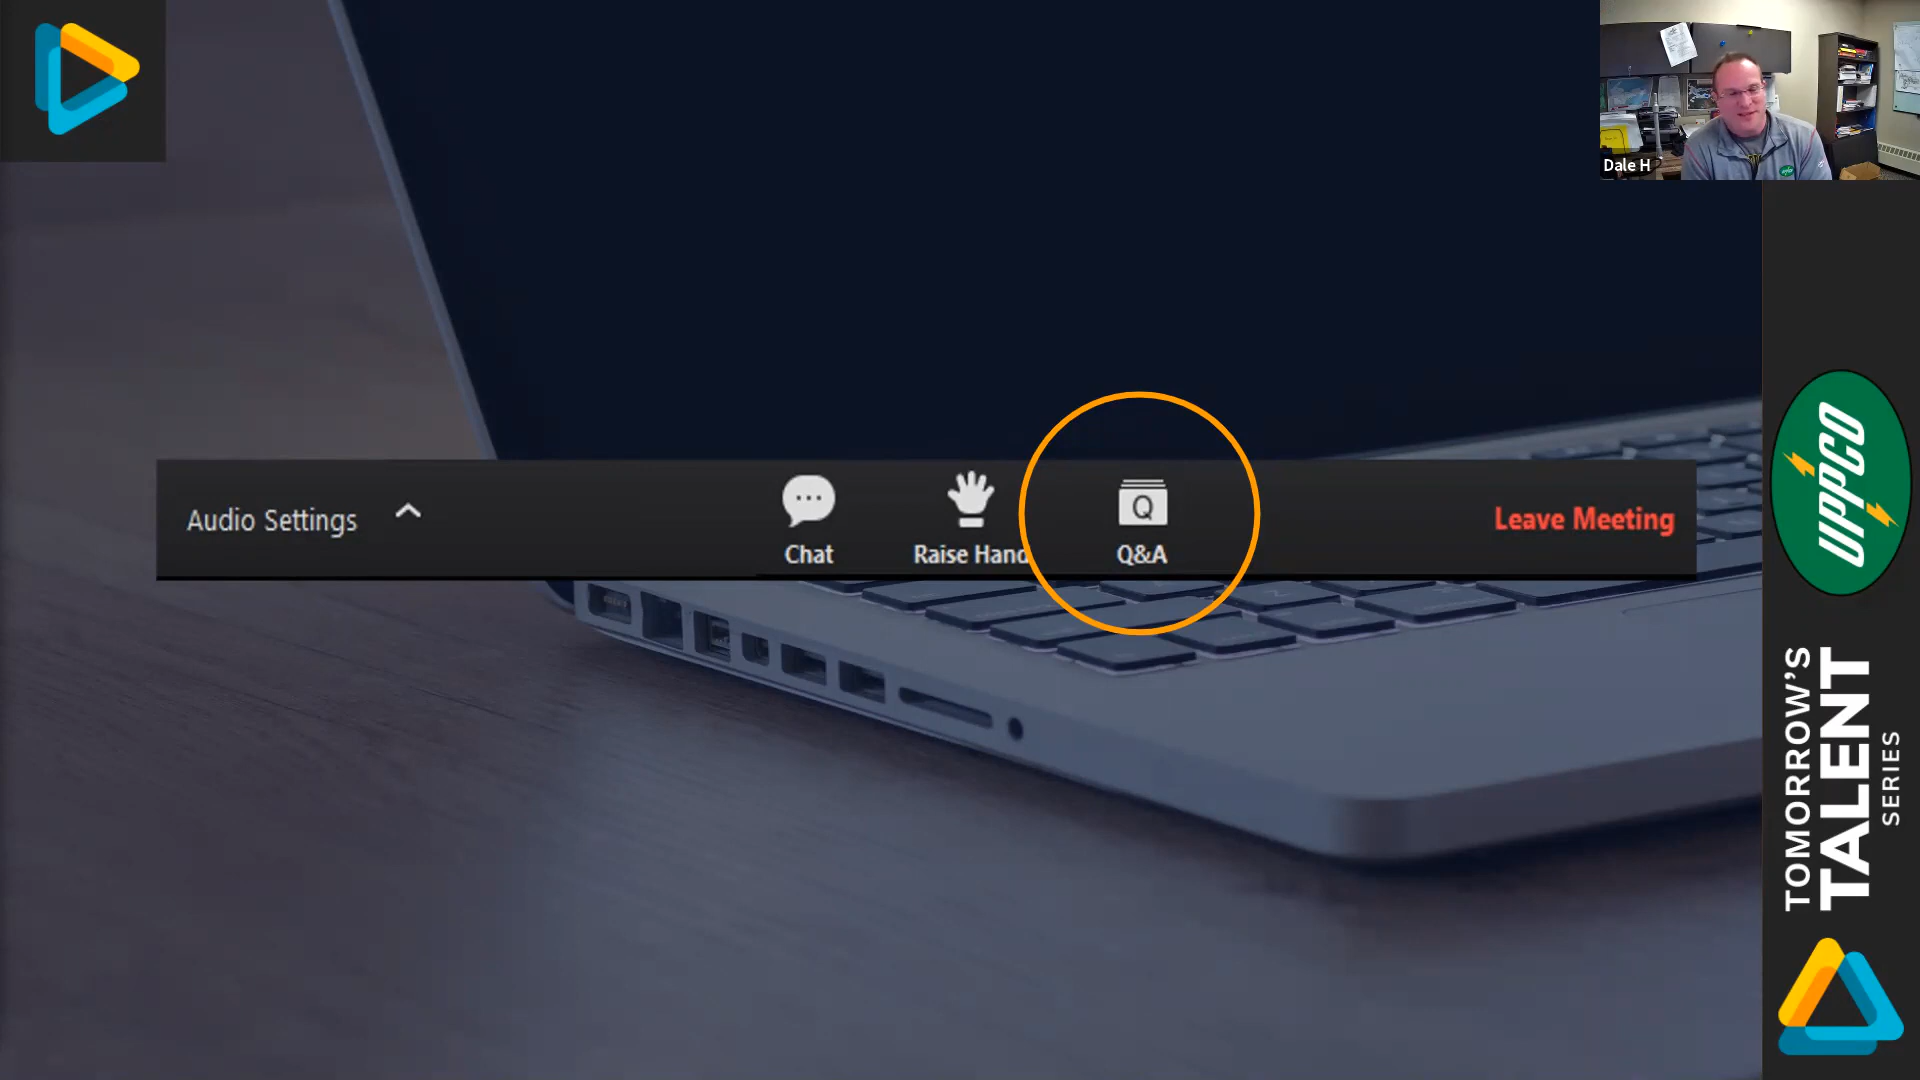 Dale H
Audio Settings
Chat
Raise Hand
Q
Q&A
Leave Meeting
UPPCO
TOMORROW'S
TALENT
SERIES